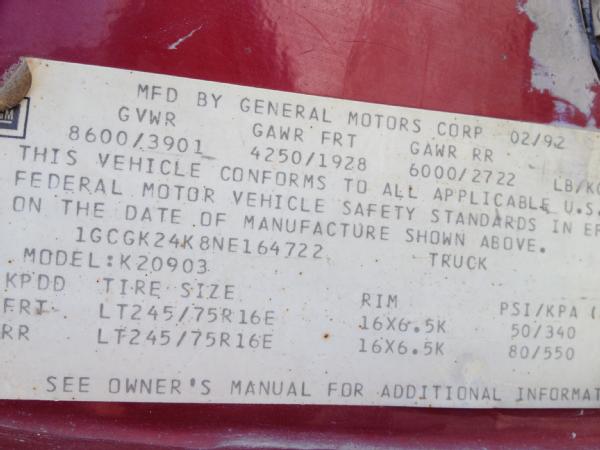 MFD BY GENERAL MOTORS CORP 02/92
GVWR GAWR FRT GAWR RR
8600/3901 4250/1928 6000/2722 LB/KG
THIS VEHICLE CONFORMS TO ALL APPLICABLE U.S.
FEDERAL MOTOR VEHICLE SAFETY STANDARDS IN EF
ON THE DATE OF MANUFACTURE SHOWN ABOVE.
1GCGK24K8NE164722 TRUCK
MODEL:K20903
KPDD TIRE SIZE RIM PSI/KPA (
FRT LT245/75R16E 16X6.5K 50/340
RR LT245/75R16E 16X6.5K 80/550
SEE OWNER'S MANUAL FOR ADDITIONAL INFORMAT